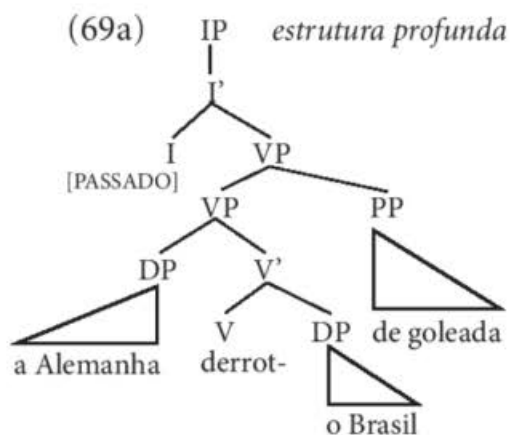 (69a) IP estrutura profunda
I'
I VP
[PASSADO]
VP PP
DP V'
V DP de goleada
a Alemanha derrot-
o Brasil